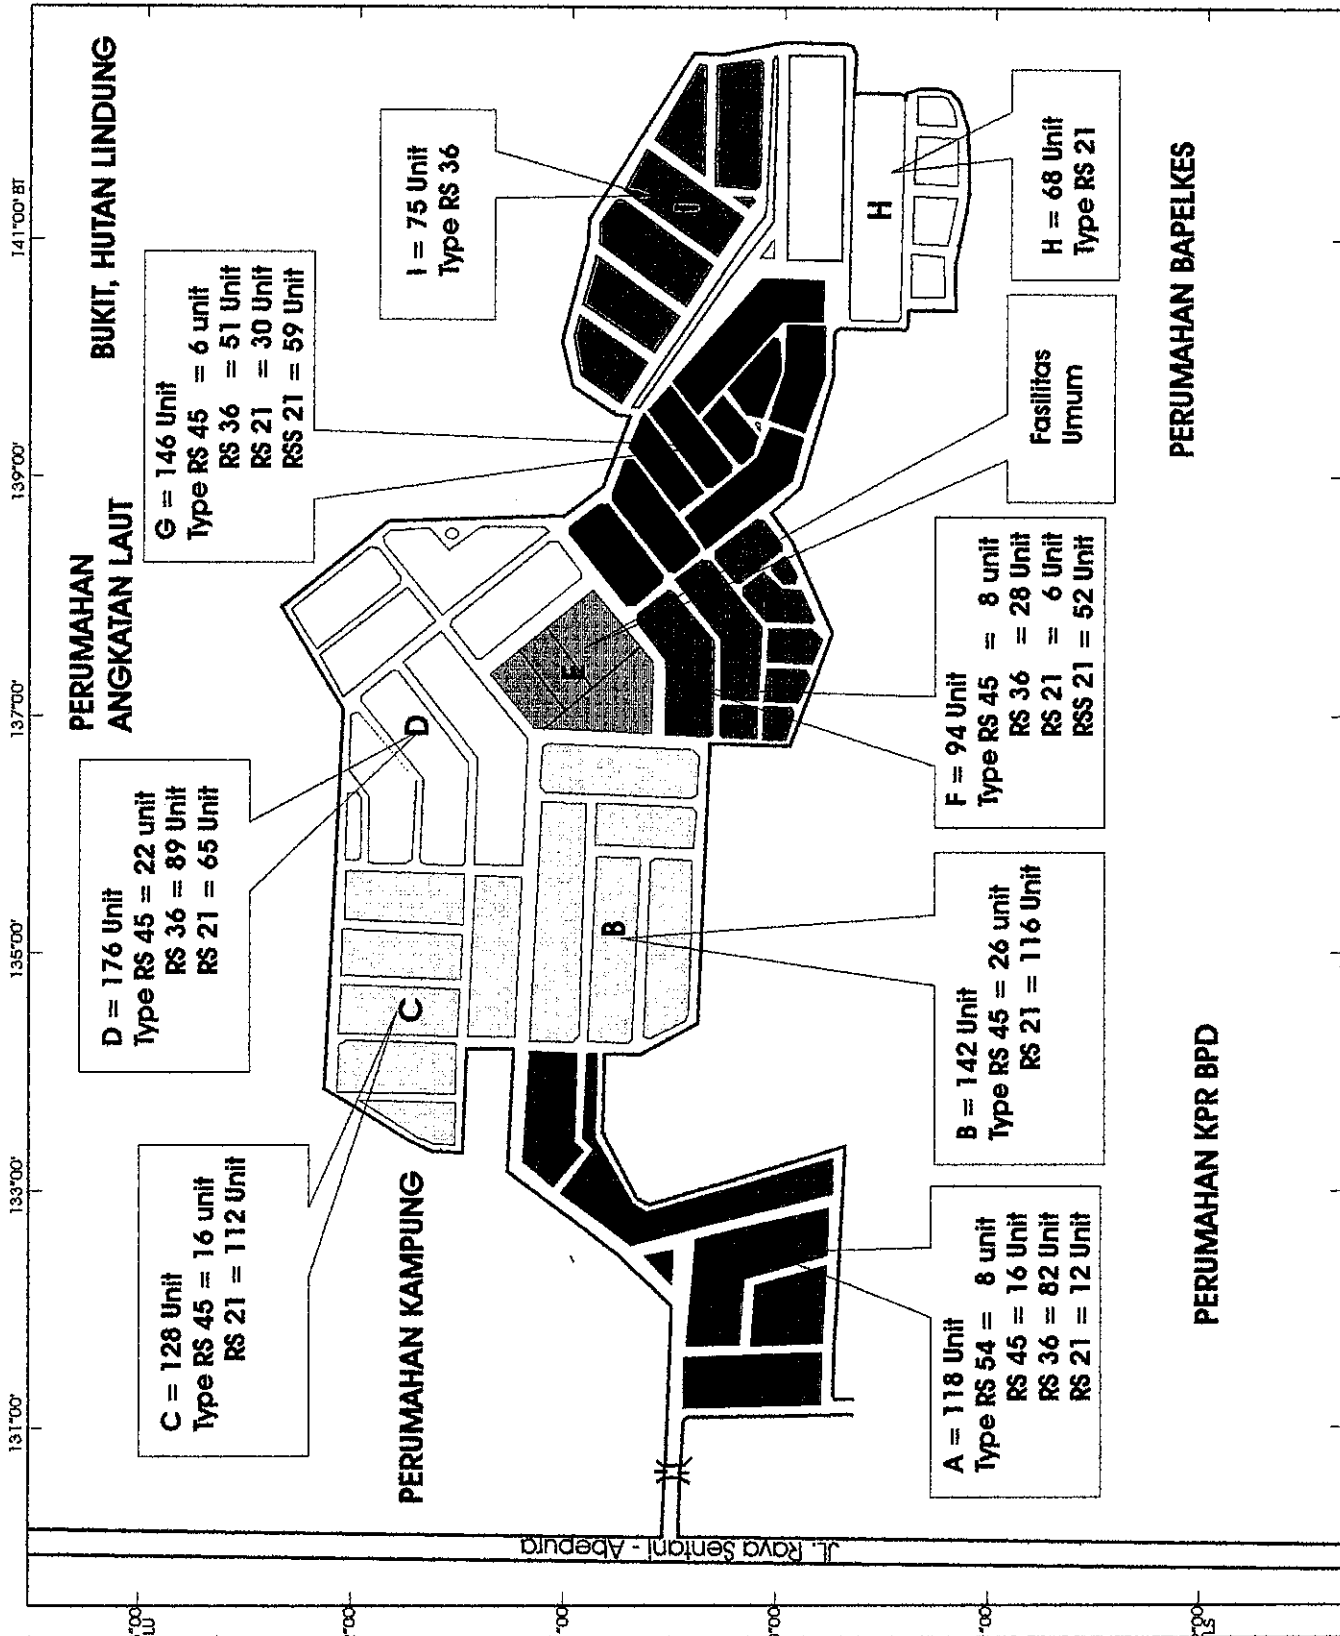 131°00'
133°00'
135°00'
137°00'
139°00'
141°00' BT
PERUMAHAN
ANGKATAN LAUT
BUKIT, HUTAN LINDUNG
C = 128 Unit
Type RS 45 = 16 unit
RS 21 = 112 Unit
D = 176 Unit
Type RS 45 = 22 unit
RS 36 = 89 Unit
RS 21 = 65 Unit
G = 146 Unit
Type RS 45 = 6 unit
RS 36 = 51 Unit
RS 21 = 30 Unit
RSS 21 = 59 Unit
I = 75 Unit
Type RS 36
PERUMAHAN KAMPUNG
C
D
B
E
H
JL. Raya Sentani - Abepura
A = 118 Unit
Type RS 54 = 8 unit
RS 45 = 16 Unit
RS 36 = 82 Unit
RS 21 = 12 Unit
B = 142 Unit
Type RS 45 = 26 unit
RS 21 = 116 Unit
F = 94 Unit
Type RS 45 = 8 unit
RS 36 = 28 Unit
RS 21 = 6 Unit
RSS 21 = 52 Unit
Fasilitas
Umum
H = 68 Unit
Type RS 21
PERUMAHAN KPR BPD
PERUMAHAN BAPELKES